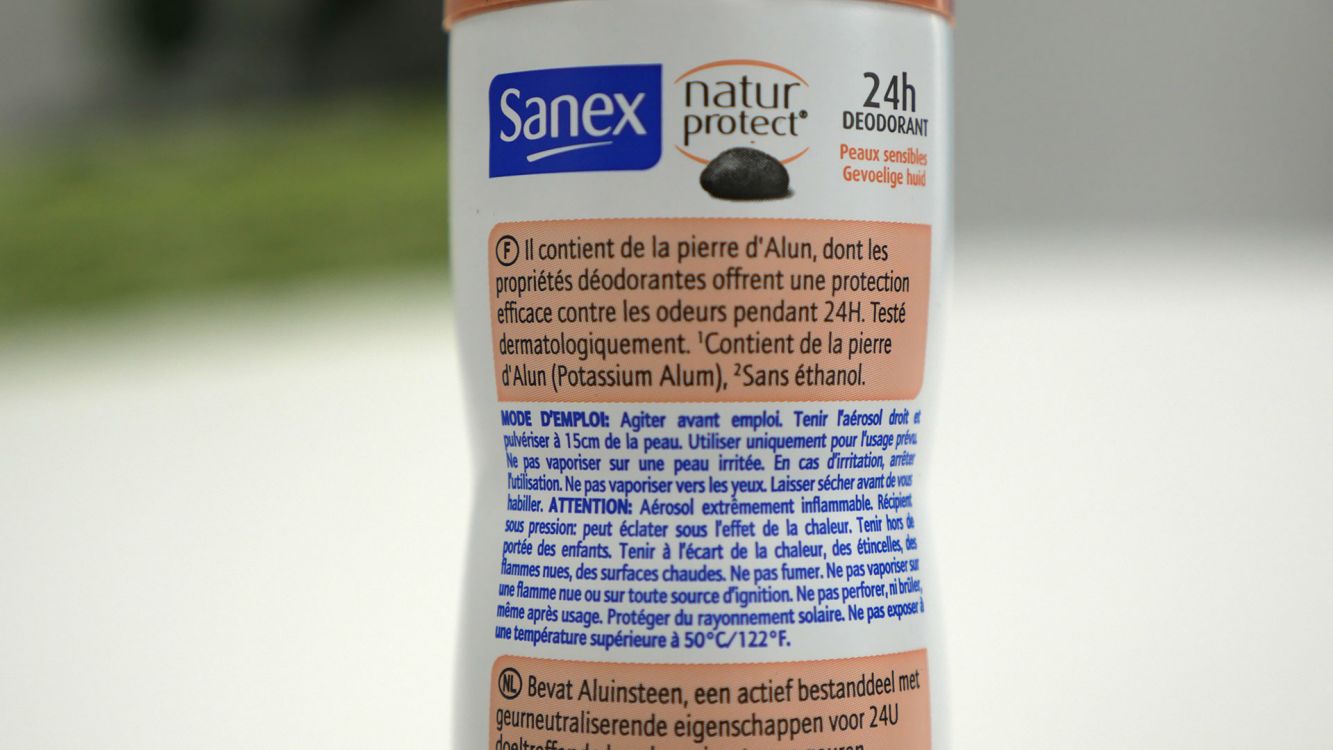 Sanex
natur
protect®
24h
DEODORANT
Peaux sensibles
Gevoelige huid
F Il contient de la pierre d'Alun, dont les
propriétés déodorantes offrent une protection
efficace contre les odeurs pendant 24H. Testé
dermatologiquement. ¹Contient de la pierre
d'Alun (Potassium Alum), ²Sans éthanol.
MODE D'EMPLOI: Agiter avant emploi. Tenir l'aérosol droit et
pulvériser à 15cm de la peau. Utiliser uniquement pour l'usage prévu.
Ne pas vaporiser sur une peau irritée. En cas d'irritation, arrêter
l'utilisation. Ne pas vaporiser vers les yeux. Laisser sécher avant de vous
habiller. ATTENTION: Aérosol extrêmement inflammable. Récipient
sous pression: peut éclater sous l'effet de la chaleur. Tenir hors de
portée des enfants. Tenir à l'écart de la chaleur, des étincelles, des
flammes nues, des surfaces chaudes. Ne pas fumer. Ne pas vaporiser sur
une flamme nue ou sur toute source d'ignition. Ne pas perforer, ni brûler,
même après usage. Protéger du rayonnement solaire. Ne pas exposer à
une température supérieure à 50°C/122°F.
NL Bevat Aluinsteen, een actief bestanddeel met
geurneutraliserende eigenschappen voor 24U